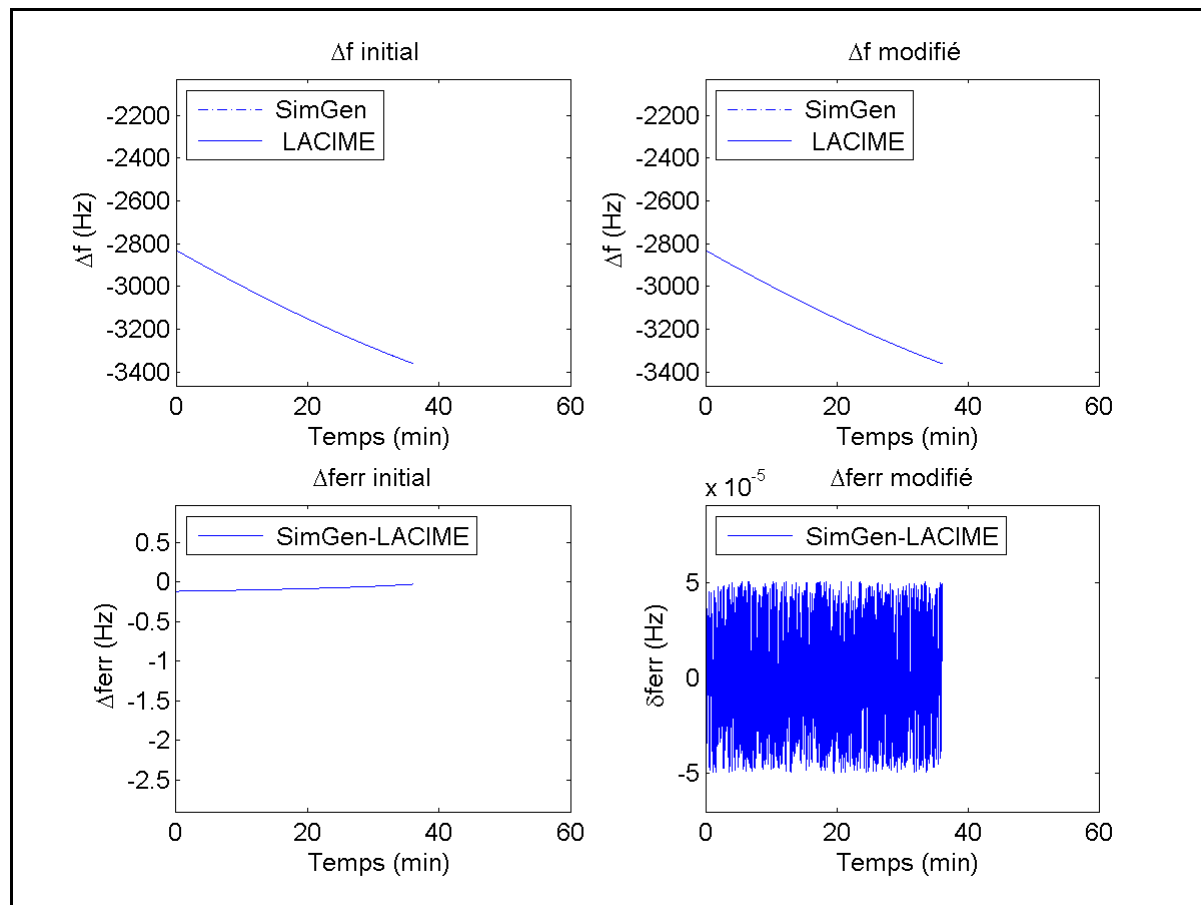 Δf initial
-2200
-2400
-2600
-2800
-3000
-3200
-3400
Δf (Hz)
SimGen
LACIME
0
20
40
60
Temps (min)
Δf modifié
-2200
-2400
-2600
-2800
-3000
-3200
-3400
Δf (Hz)
SimGen
LACIME
0
20
40
60
Temps (min)
Δferr initial
0.5
0
-0.5
-1
-1.5
-2
-2.5
Δferr (Hz)
SimGen-LACIME
0
20
40
60
Temps (min)
Δferr modifié
x 10⁻⁵
5
0
-5
δferr (Hz)
SimGen-LACIME
0
20
40
60
Temps (min)